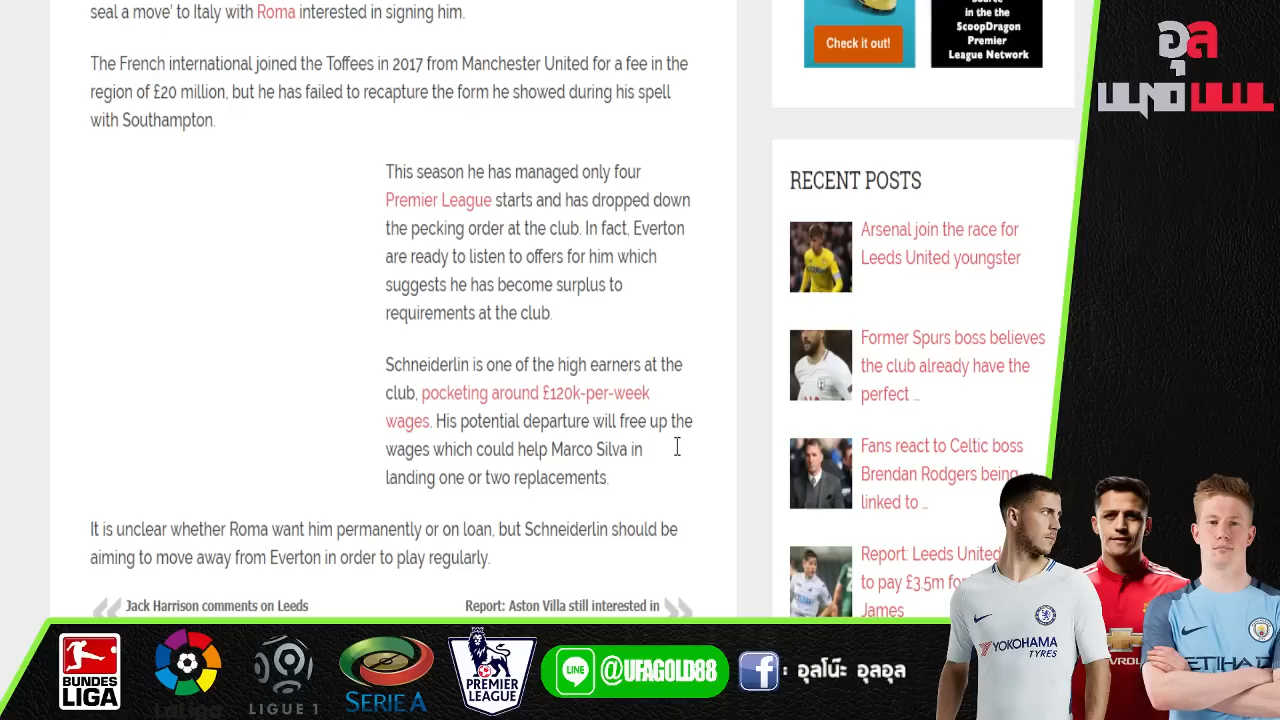 seal a move' to Italy with Roma interested in signing him.
The French international joined the Toffees in 2017 from Manchester United for a fee in the
region of £20 million, but he has failed to recapture the form he showed during his spell
with Southampton.
This season he has managed only four
Premier League starts and has dropped down
the pecking order at the club. In fact, Everton
are ready to listen to offers for him which
suggests he has become surplus to
requirements at the club.
Schneiderlin is one of the high earners at the
club, pocketing around £120k-per-week
wages. His potential departure will free up the
wages which could help Marco Silva in
landing one or two replacements.
It is unclear whether Roma want him permanently or on loan, but Schneiderlin should be
aiming to move away from Everton in order to play regularly.
Jack Harrison comments on Leeds
Report: Aston Villa still interested in
Check it out!
in the the
ScoopDragon
Premier
League Network
RECENT POSTS
Arsenal join the race for
Leeds United youngster
Former Spurs boss believes
the club already have the
perfect ...
Fans react to Celtic boss
Brendan Rodgers being
linked to ...
Report: Leeds United
to pay £3.5m for
James
อุล
BUNDES
LIGA
LaLiga
LIGUE 1
SERIE A
PREMIER
LEAGUE
LINE
@UFAGOLD88
f : อุลโน๊ะ อุลอุล
YOKOHAMA
TYRES
CHEVROL
ETIHAD